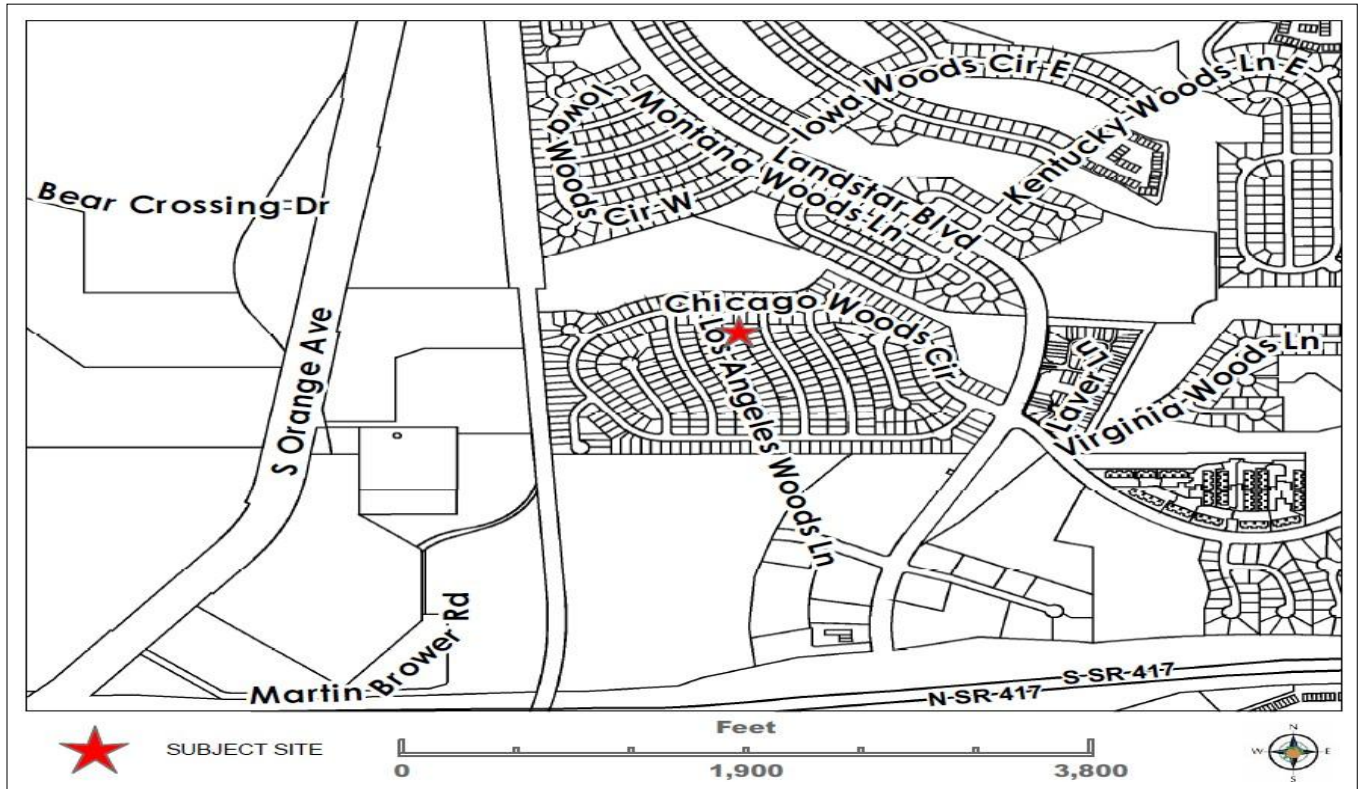 Iowa Woods Cir-E
Kentucky-Woods Ln E
Iowa Woods Cir-W
Montana Woods-Ln
Landstar Blvd
Bear Crossing-Dr
Chicago Woods Cir
Los-Angeles Woods Ln
S Orange Ave
Laver Ln
Virginia-Woods Ln
Martin Brower Rd
S-SR-417
N-SR-417
SUBJECT SITE
Feet
0
1,900
3,800
N
W
E
S